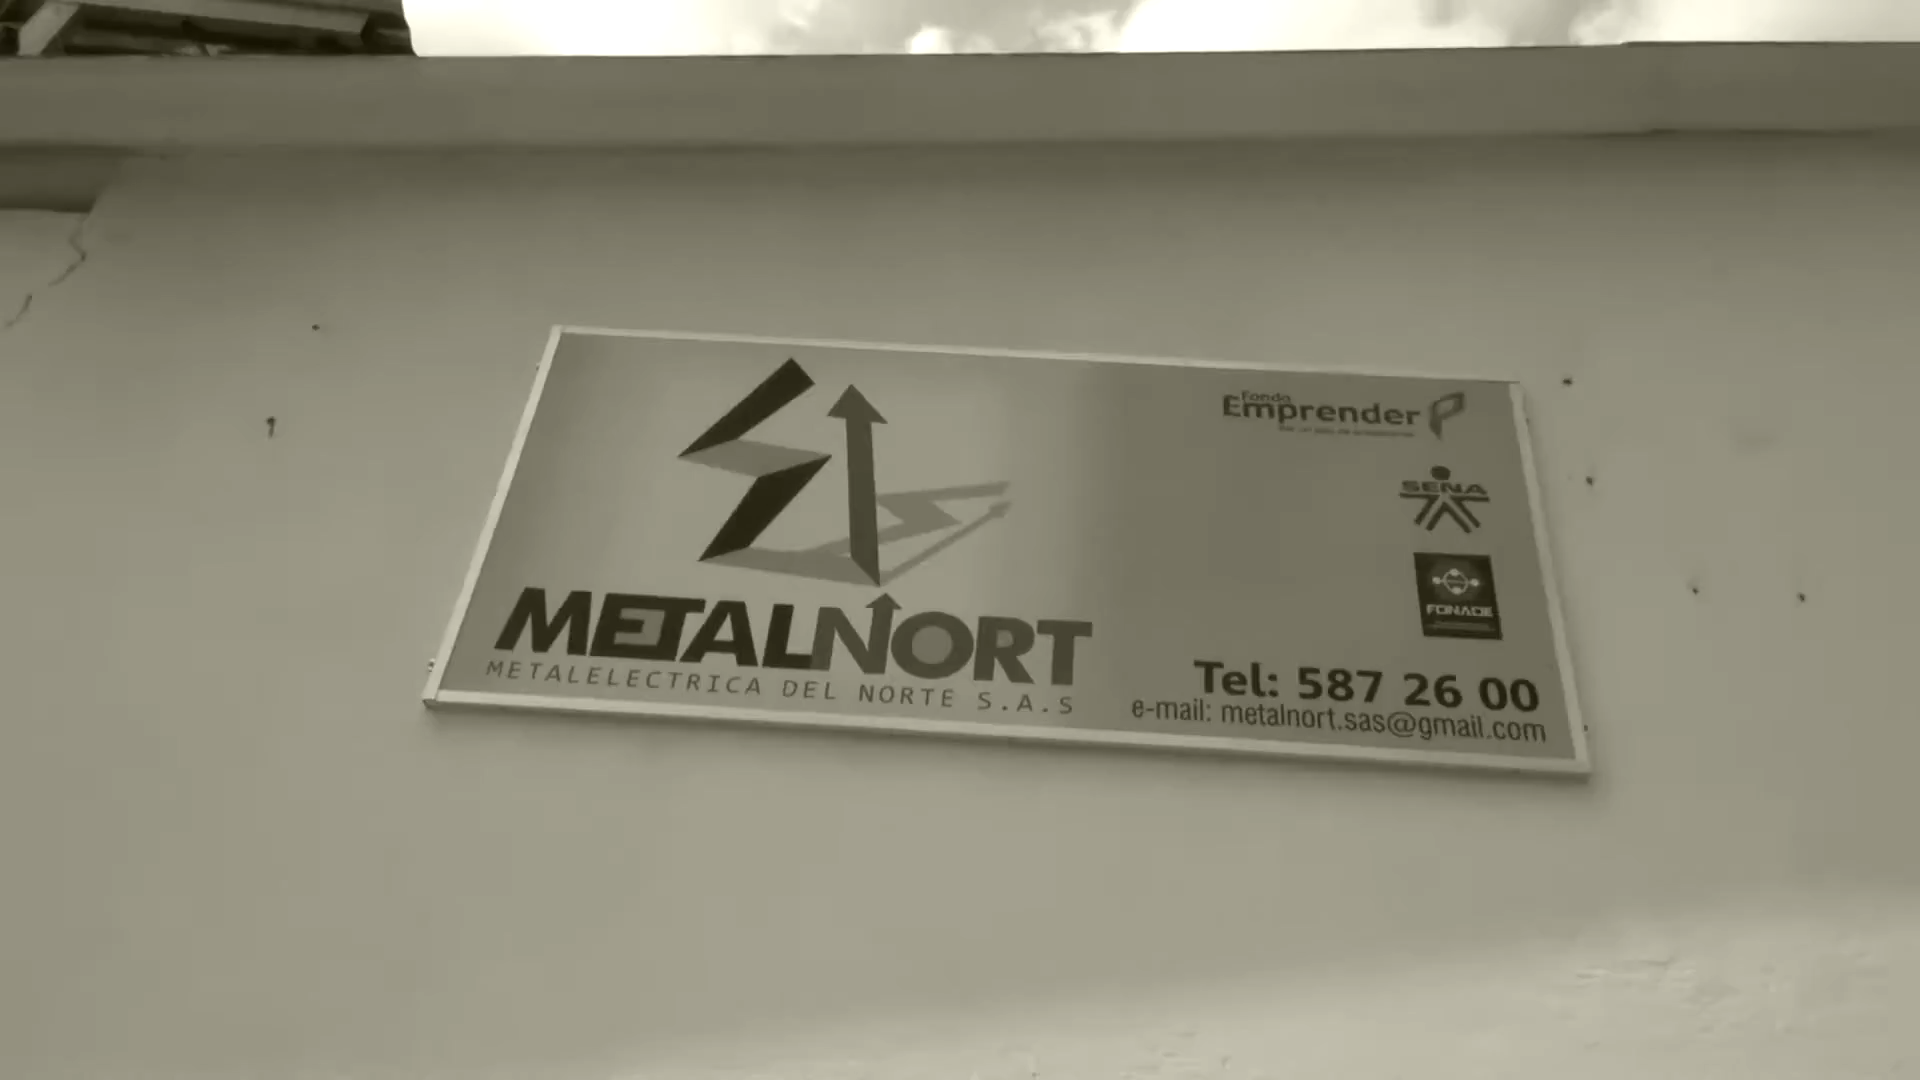 Fondo
Emprender
SENA
FONADE
METALNORT
METALELECTRICA DEL NORTE S.A.S
Tel: 587 26 00
e-mail: metalnort.sas@gmail.com